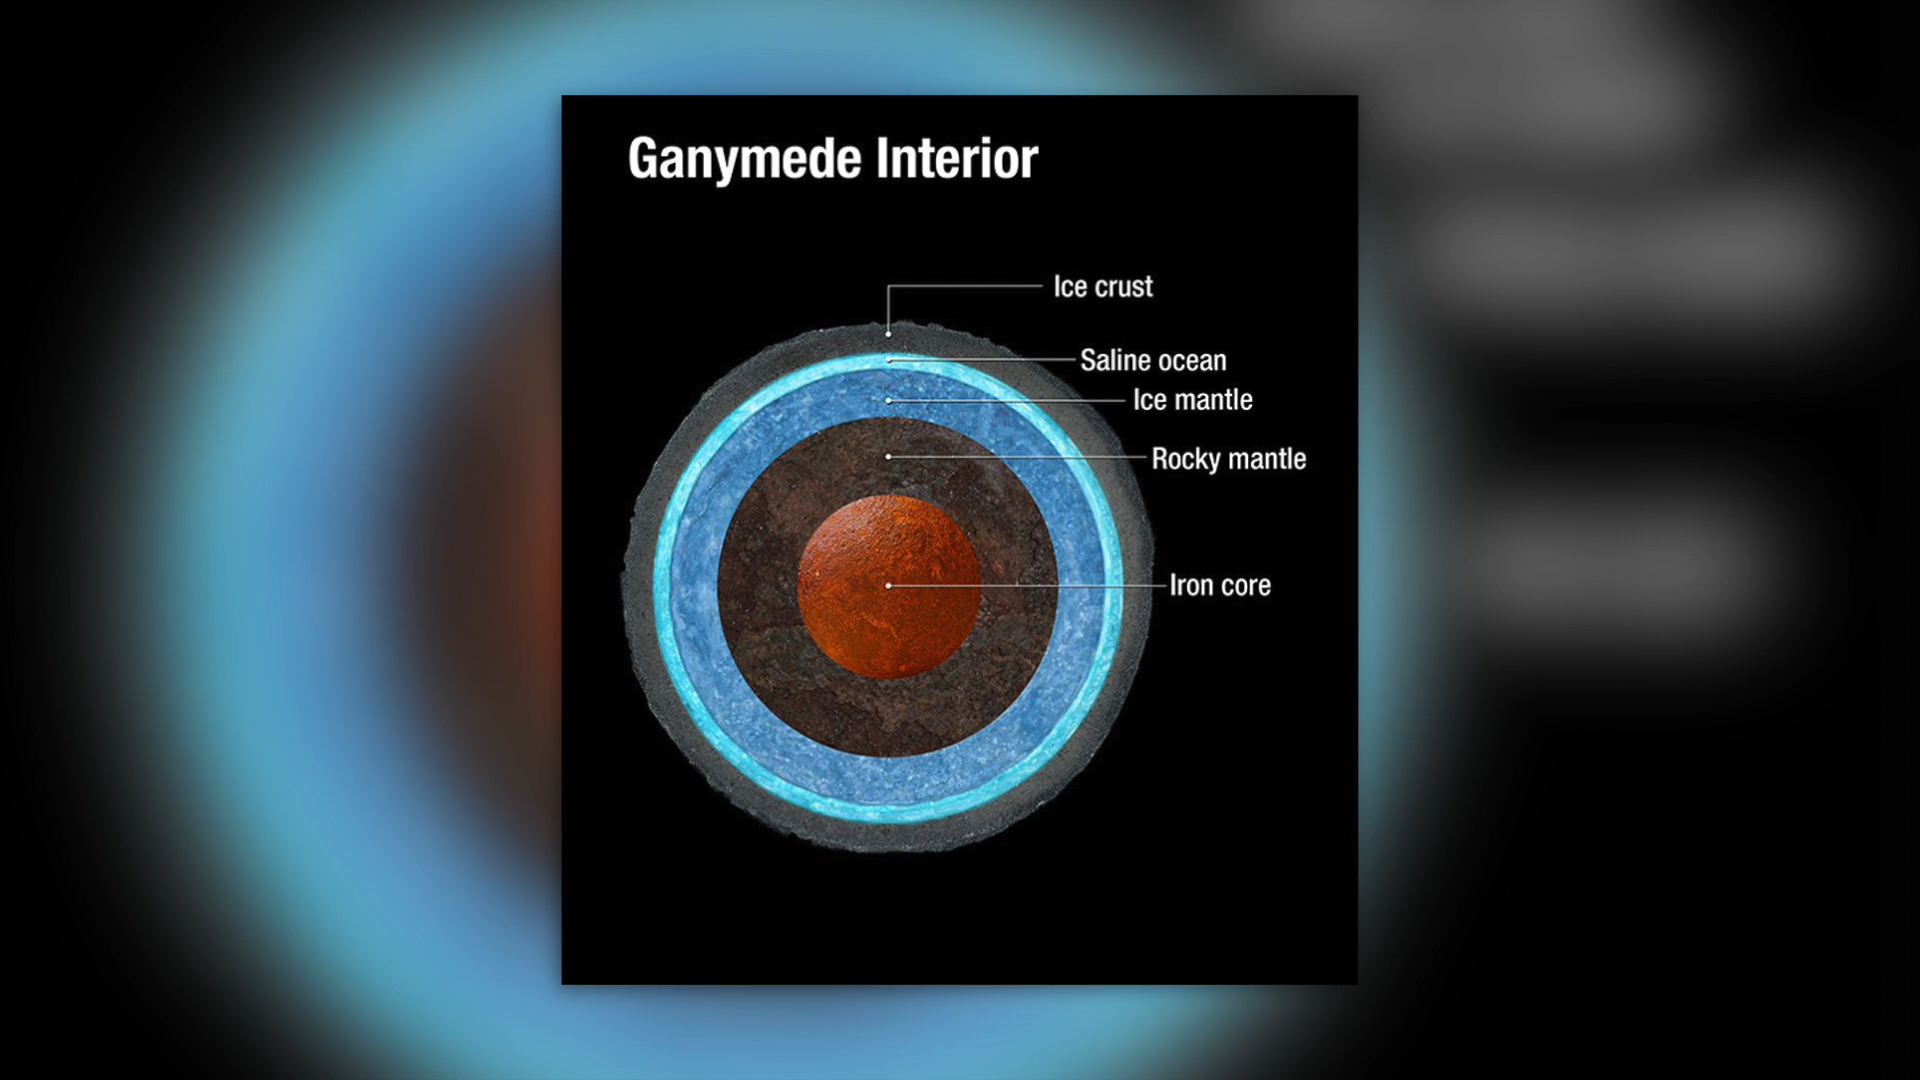 Ganymede Interior
Ice crust
Saline ocean
Ice mantle
Rocky mantle
Iron core